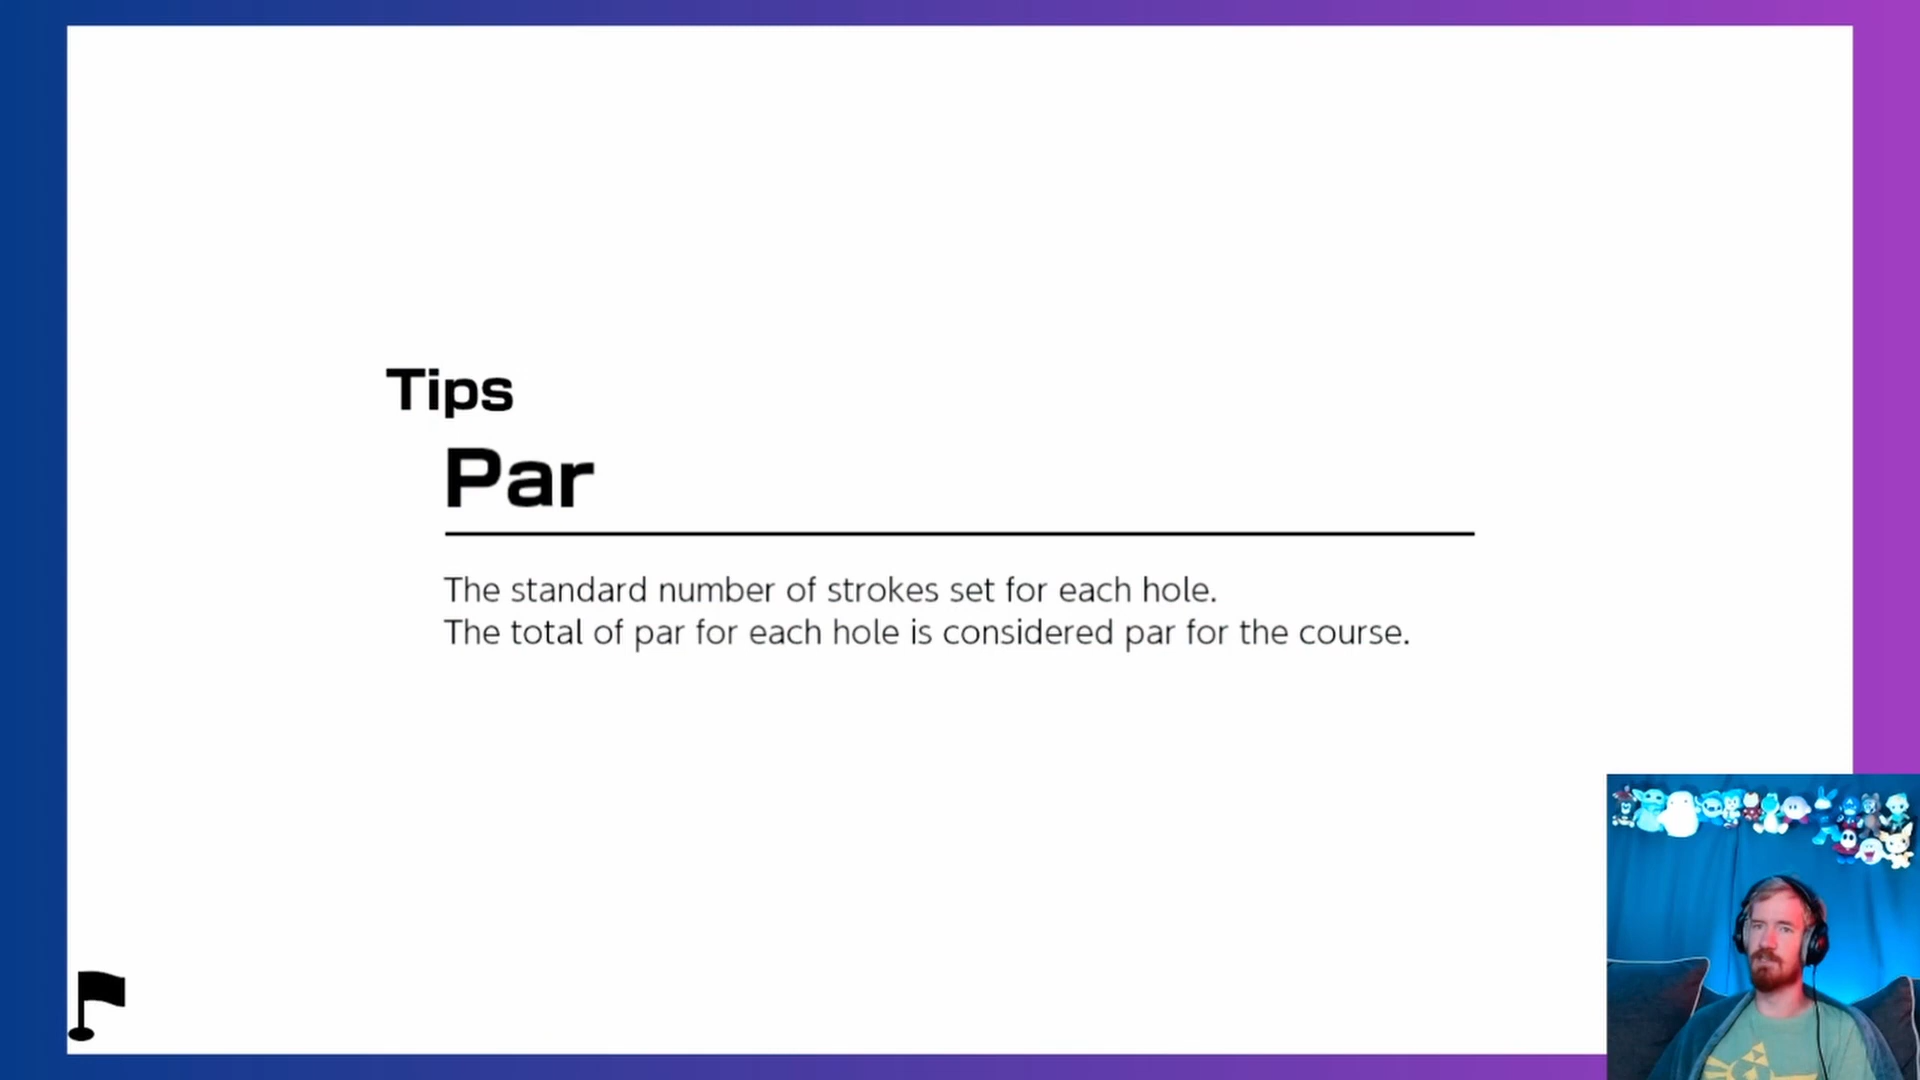 Tips
Par
The standard number of strokes set for each hole.
The total of par for each hole is considered par for the course.